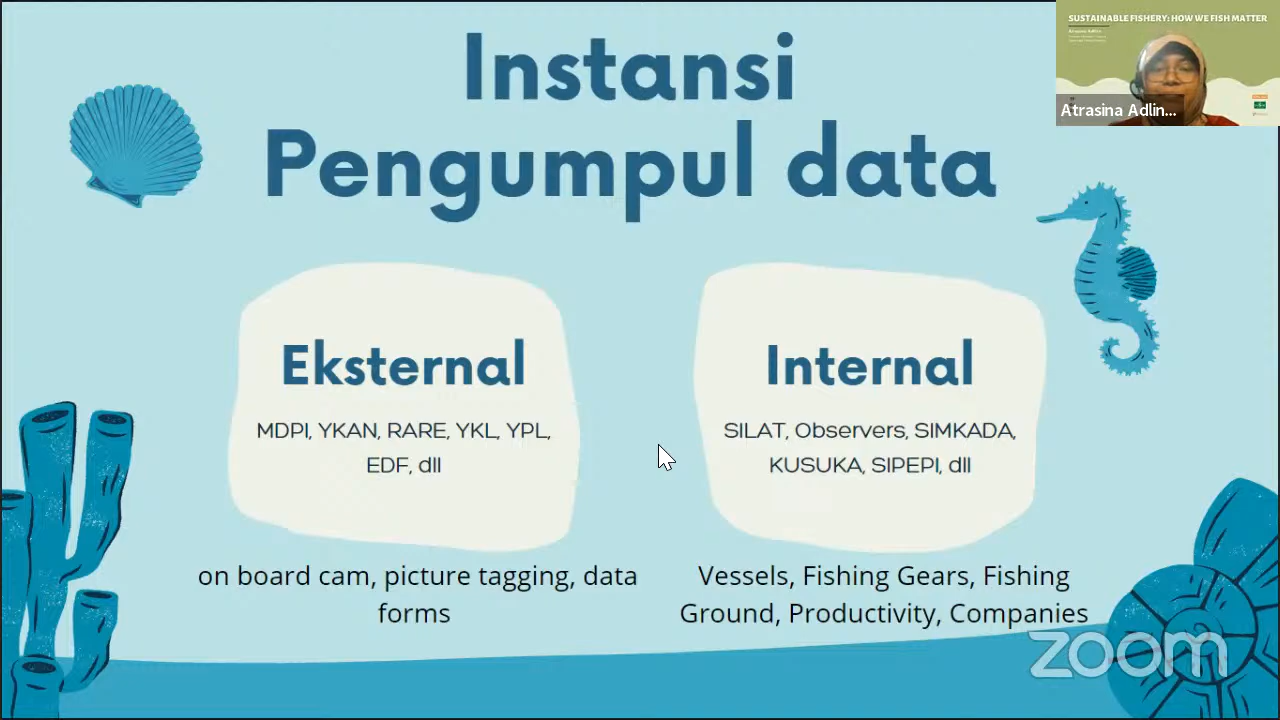 Instansi
Pengumpul data
SUSTAINABLE FISHERY: HOW WE FISH MATTER
Atrasina Adlin...
Eksternal
MDPI, YKAN, RARE, YKL, YPL,
EDF, dll
on board cam, picture tagging, data
forms
Internal
SILAT, Observers, SIMKADA,
KUSUKA, SIPEPI, dll
Vessels, Fishing Gears, Fishing
Ground, Productivity, Companies
zoom